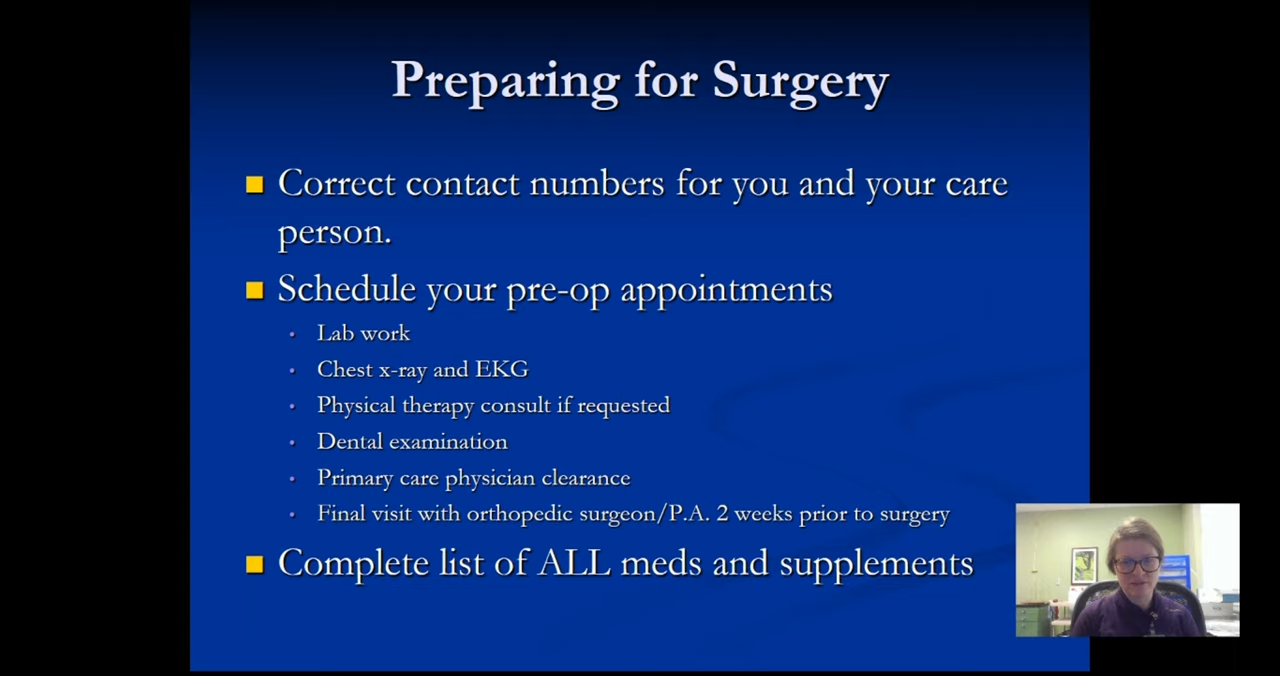 Preparing for Surgery
Correct contact numbers for you and your care
person.
Schedule your pre-op appointments
Lab work
Chest x-ray and EKG
Physical therapy consult if requested
Dental examination
Primary care physician clearance
Final visit with orthopedic surgeon/P.A. 2 weeks prior to surgery
Complete list of ALL meds and supplements